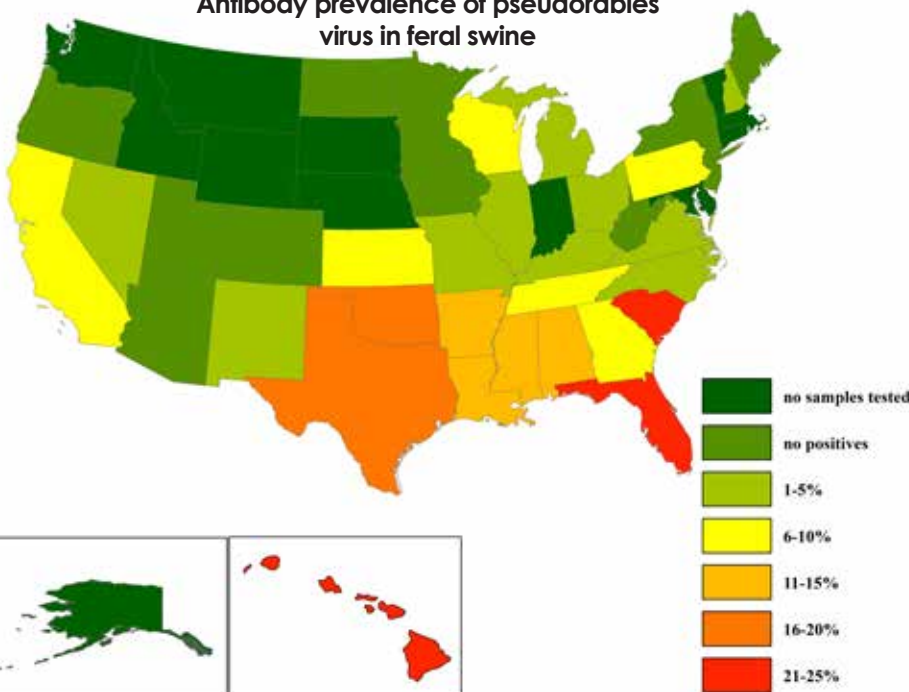 Antibody prevalence of pseudorabies
virus in feral swine
no samples tested
no positives
1-5%
6-10%
11-15%
16-20%
21-25%